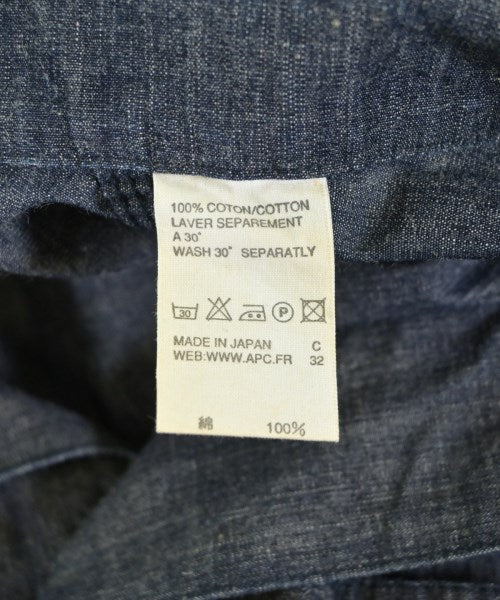 100% COTON/COTTON
LAVER SEPAREMENT
A 30°
WASH 30° SEPARATLY
30 P
MADE IN JAPAN C
WEB:WWW.APC.FR 32
綿 100%